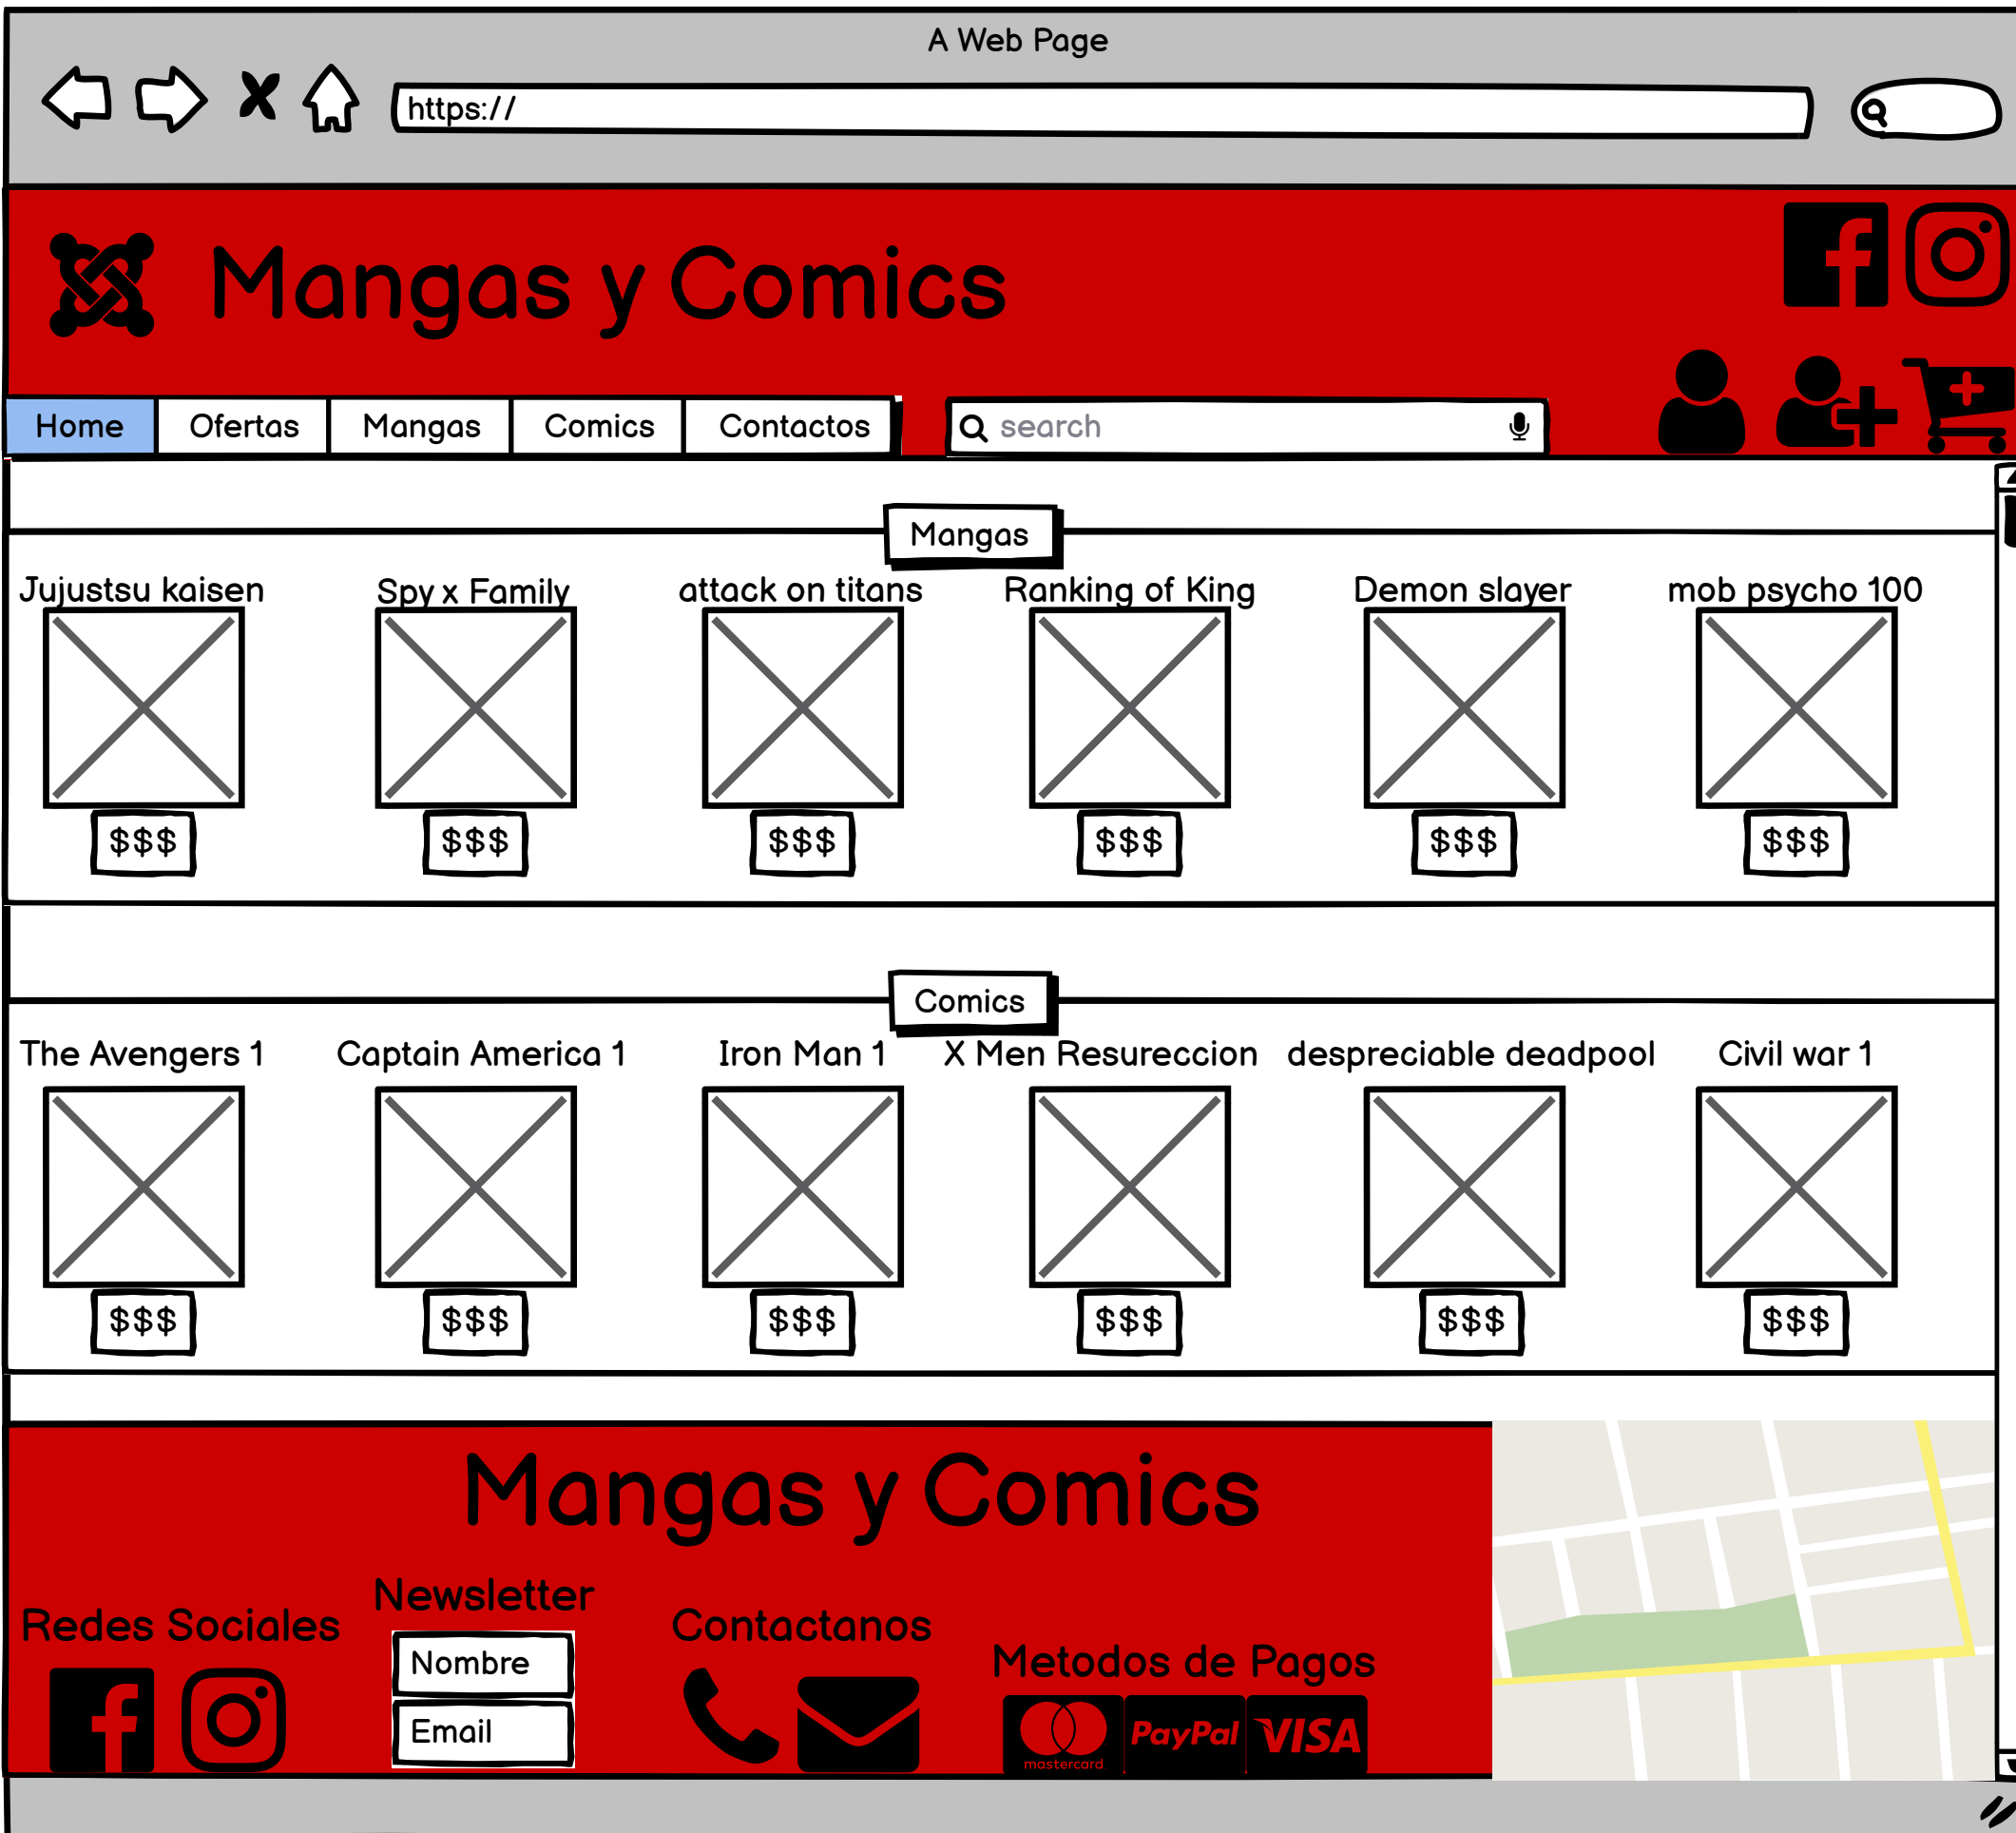 A Web Page
https://
Mangas y Comics
Home Ofertas Mangas Comics Contactos search
Mangas
Jujustsu kaisen Spy x Family attack on titans Ranking of King Demon slayer mob psycho 100
$$$ $$$ $$$ $$$ $$$ $$$
Comics
The Avengers 1 Captain America 1 Iron Man 1 X Men Resureccion despreciable deadpool Civil war 1
$$$ $$$ $$$ $$$ $$$ $$$
Mangas y Comics
Redes Sociales
Newsletter
Nombre
Email
Contactanos
Metodos de Pagos
mastercard PayPal VISA